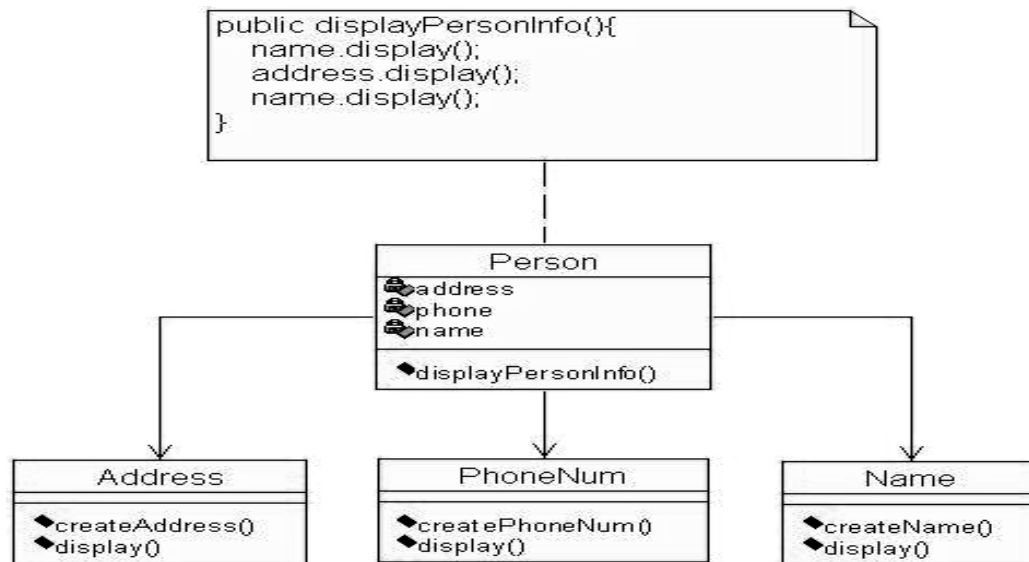 public displayPersonInfo(){
name.display();
address.display();
name.display();
}
Person
address
phone
name
displayPersonInfo()
Address
createAddress()
display()
PhoneNum
createPhoneNum()
display()
Name
createName()
display()